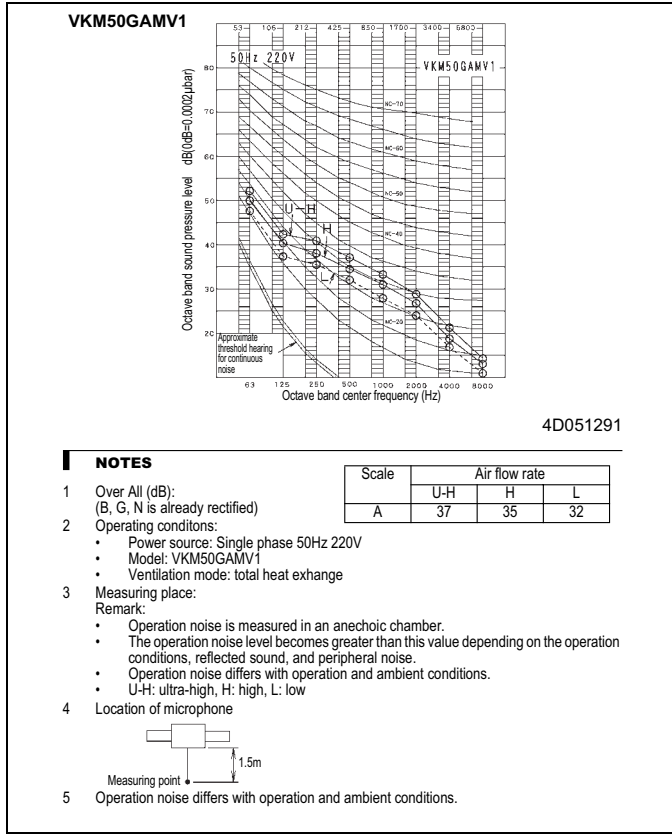 VKM50GAMV1
53 106 212 425 850 1700 3400 6800
50Hz 220V
VKM50GAMV1
Octave band sound pressure level dB(0dB=0.0002μbar)
80
70
60
50
40
30
20
NC-70
NC-60
NC-50
NC-40
NC-20
U-H
H
L
Approximate
threshold hearing
for continuous
noise
63 125 250 500 1000 2000 4000 8000
Octave band center frequency (Hz)
4D051291
NOTES
1 Over All (dB):
(B, G, N is already rectified)
Scale Air flow rate
U-H H L
A 37 35 32
2 Operating conditons:
• Power source: Single phase 50Hz 220V
• Model: VKM50GAMV1
• Ventilation mode: total heat exhange
3 Measuring place:
Remark:
• Operation noise is measured in an anechoic chamber.
• The operation noise level becomes greater than this value depending on the operation
conditions, reflected sound, and peripheral noise.
• Operation noise differs with operation and ambient conditions.
• U-H: ultra-high, H: high, L: low
4 Location of microphone
1.5m
Measuring point
5 Operation noise differs with operation and ambient conditions.